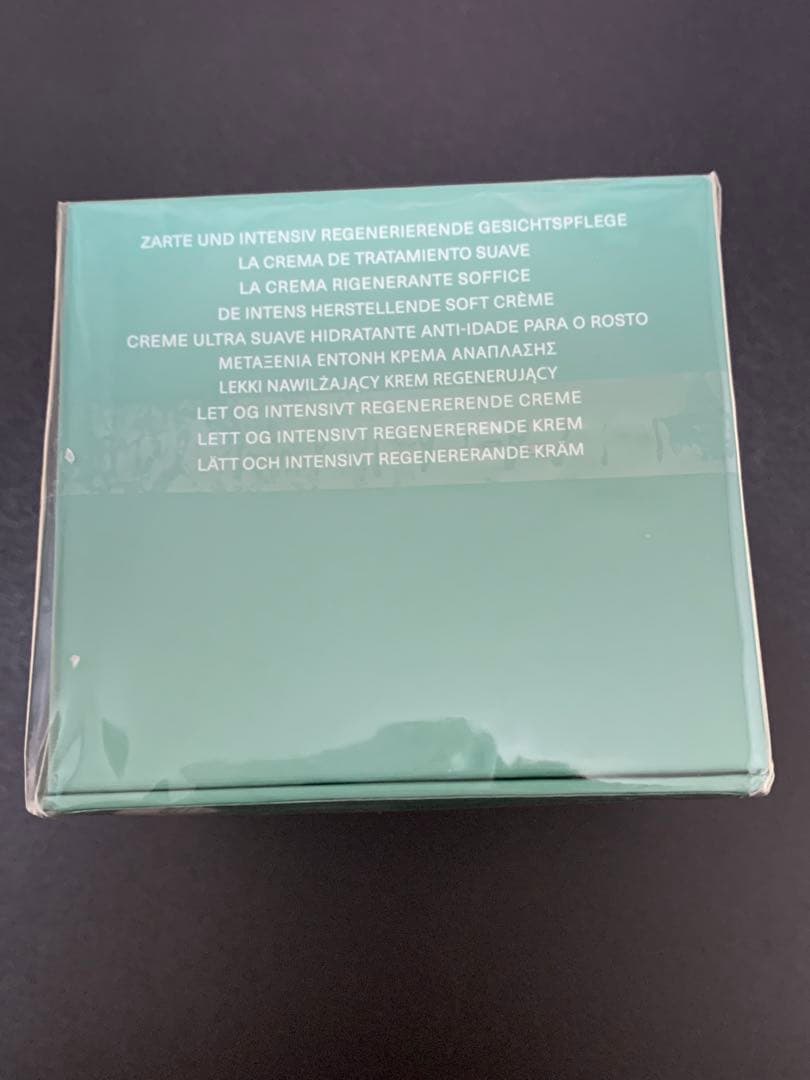 ZARTE UND INTENSIV REGENERIERENDE GESICHTSPFLEGE
LA CREMA DE TRATAMIENTO SUAVE
LA CREMA RIGENERANTE SOFFICE
DE INTENS HERSTELLENDE SOFT CRÈME
CREME ULTRA SUAVE HIDRATANTE ANTI-IDADE PARA O ROSTO
ΜΕΤΑΞΕΝΙΑ ΕΝΤΟΝΗ ΚΡΕΜΑ ΑΝΑΠΛΑΣΗΣ
LEKKI NAWILŻAJĄCY KREM REGENERUJĄCY
LET OG INTENSIVT REGENERERENDE CREME
LETT OG INTENSIVT REGENERERENDE KREM
LÄTT OCH INTENSIVT REGENERERANDE KRÄM